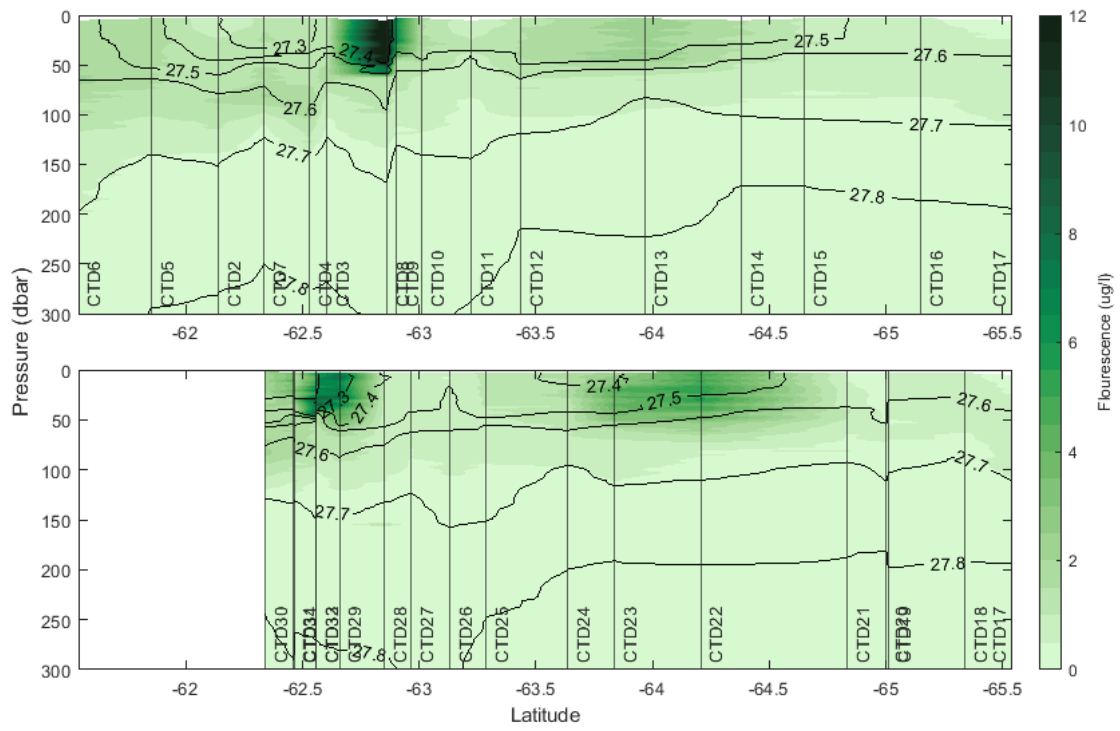 0
50
100
150
200
250
300
27.3
27.4
27.5
27.5
27.6
27.6
27.7
27.7
27.8
27.8
CTD6
CTD5
CTD2
CTD7
CTD4
CTD3
CTD8
CTD9
CTD10
CTD11
CTD12
CTD13
CTD14
CTD15
CTD16
CTD17
-62
-62.5
-63
-63.5
-64
-64.5
-65
-65.5
Pressure (dbar)
0
50
100
150
200
250
300
27.3
27.4
27.4
27.5
27.6
27.6
27.7
27.7
27.8
27.8
CTD30
CTD29
CTD28
CTD27
CTD26
CTD25
CTD24
CTD23
CTD22
CTD21
CTD18
CTD17
-62
-62.5
-63
-63.5
-64
-64.5
-65
-65.5
Latitude
12
10
8
6
4
2
0
Flourescence (ug/l)